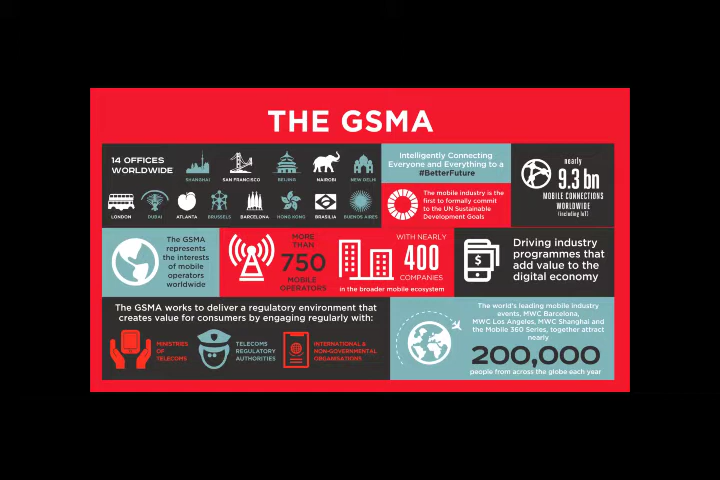 THE GSMA
14 OFFICES
WORLDWIDE
SHANGHAI
SAN FRANCISCO
BEIJING
NAIROBI
NEW DELHI
LONDON
DUBAI
ATLANTA
BRUSSELS
BARCELONA
HONG KONG
BRASILIA
BUENOS AIRES
Intelligently Connecting
Everyone and Everything to a
#BetterFuture
The mobile industry is the
first to formally commit
to the UN Sustainable
Development Goals
nearly
9.3 bn
MOBILE CONNECTIONS
WORLDWIDE
(including IoT)
The GSMA
represents
the interests
of mobile
operators
worldwide
MORE
THAN
750
MOBILE
OPERATORS
WITH NEARLY
400
COMPANIES
in the broader mobile ecosystem
$
Driving industry
programmes that
add value to the
digital economy
The GSMA works to deliver a regulatory environment that
creates value for consumers by engaging regularly with:
MINISTRIES
OF
TELECOMS
TELECOMS
REGULATORY
AUTHORITIES
INTERNATIONAL &
NON-GOVERNMENTAL
ORGANISATIONS
The world's leading mobile industry
events, MWC Barcelona,
MWC Los Angeles, MWC Shanghai and
the Mobile 360 Series, together attract
nearly
200,000
people from across the globe each year